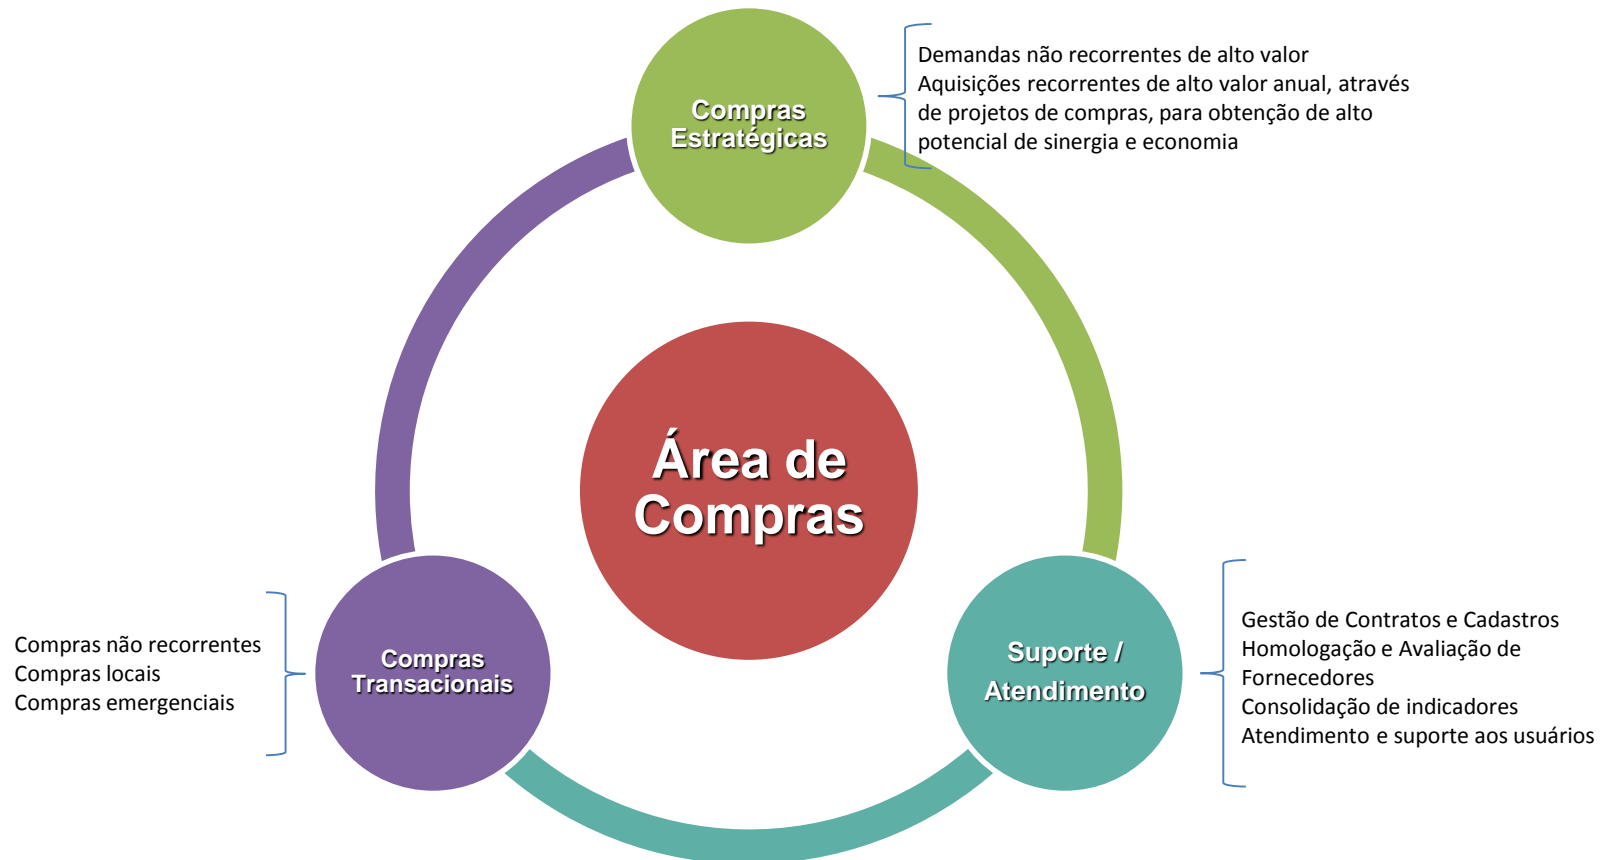 Compras
Estratégicas
Demandas não recorrentes de alto valor
Aquisições recorrentes de alto valor anual, através
de projetos de compras, para obtenção de alto
potencial de sinergia e economia
Área de
Compras
Compras não recorrentes
Compras locais
Compras emergenciais
Compras
Transacionais
Suporte /
Atendimento
Gestão de Contratos e Cadastros
Homologação e Avaliação de
Fornecedores
Consolidação de indicadores
Atendimento e suporte aos usuários